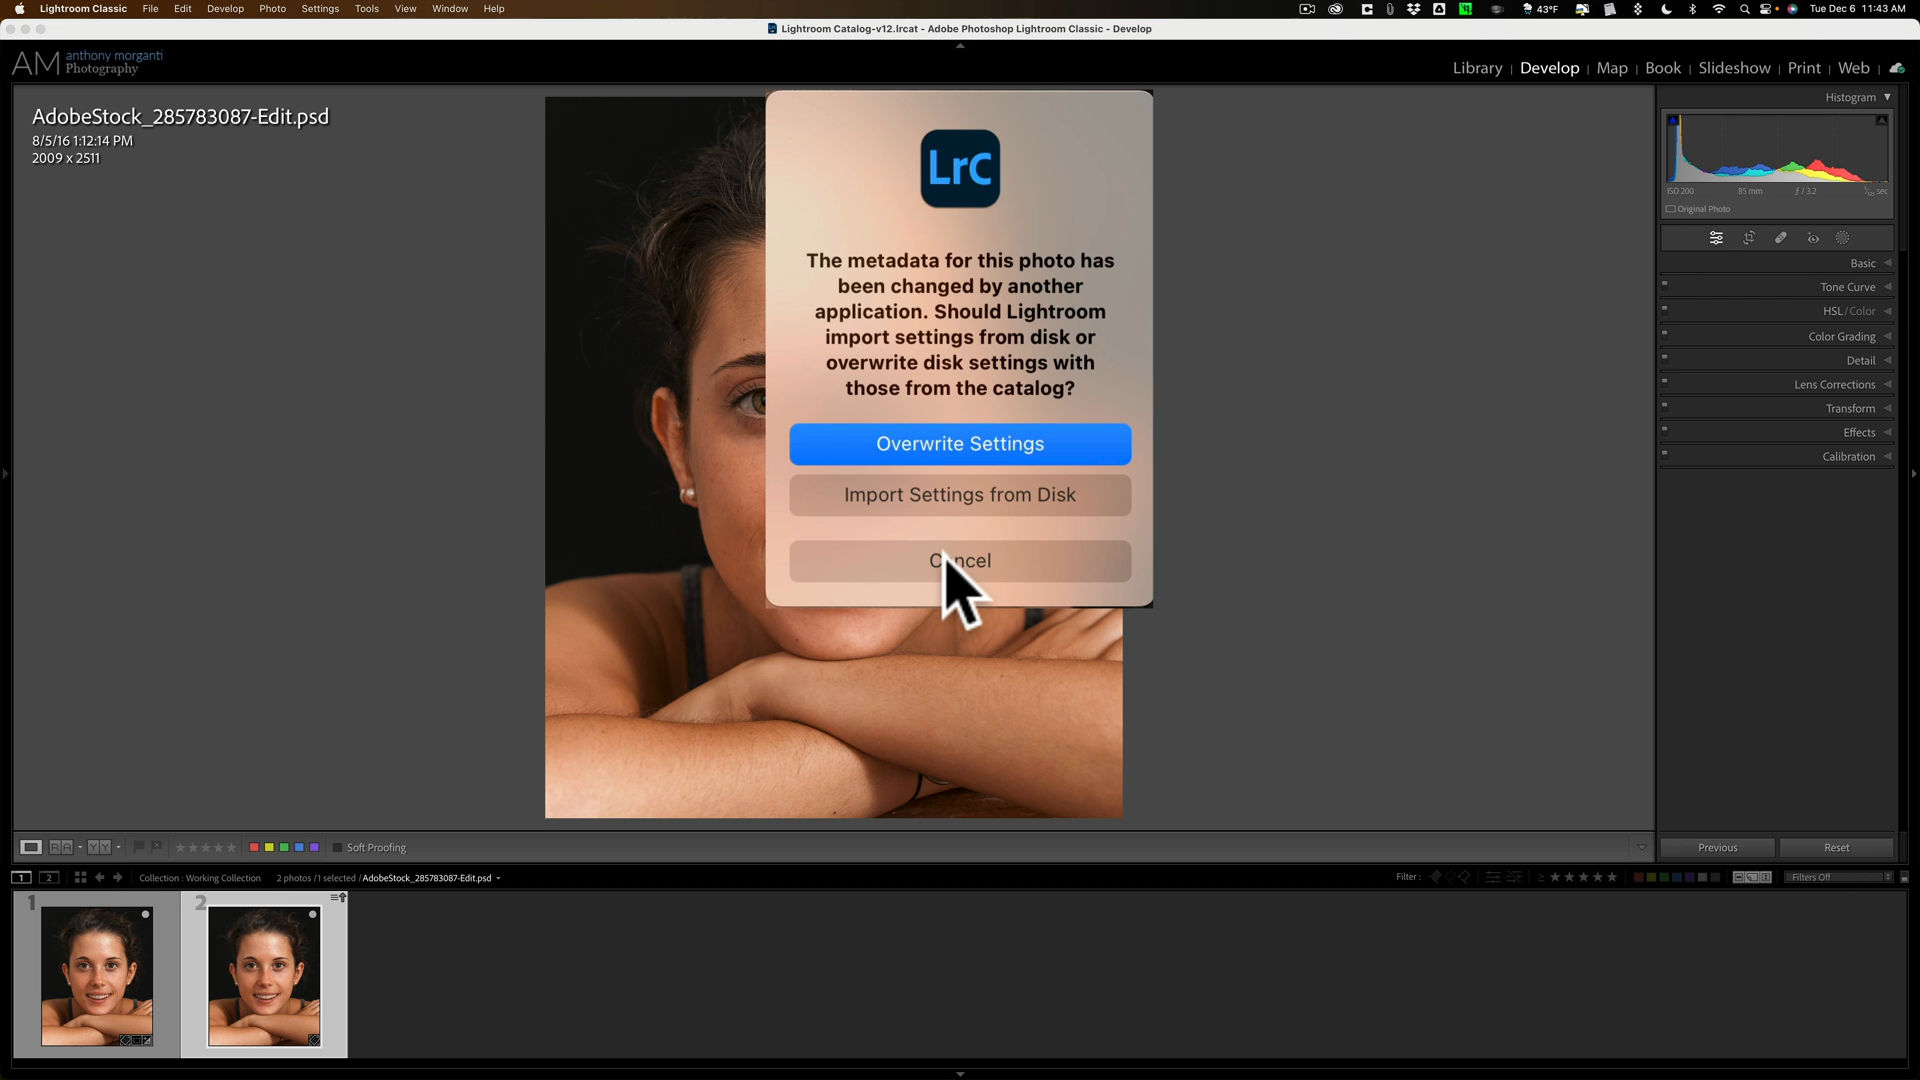 Lightroom Classic File Edit Develop Photo Settings Tools View Window Help 43°F Tue Dec 6 11:43 AM
Lightroom Catalog-v12.lrcat - Adobe Photoshop Lightroom Classic - Develop
AM anthony morganti
Photography
Library | Develop | Map | Book | Slideshow | Print | Web |
AdobeStock_285783087-Edit.psd
8/5/16 1:12:14 PM
2009 x 2511
LrC
The metadata for this photo has
been changed by another
application. Should Lightroom
import settings from disk or
overwrite disk settings with
those from the catalog?
Overwrite Settings
Import Settings from Disk
Histogram
ISO 200 85 mm ƒ / 3.2 sec
Original Photo
Basic
Tone Curve
HSL / Color
Color Grading
Detail
Lens Corrections
Transform
Effects
Calibration
Previous Reset
RA YY Soft Proofing
1 2 Collection : Working Collection 2 photos / 1 selected / AdobeStock_285783087-Edit.psd Filter : Filters Off
1 2